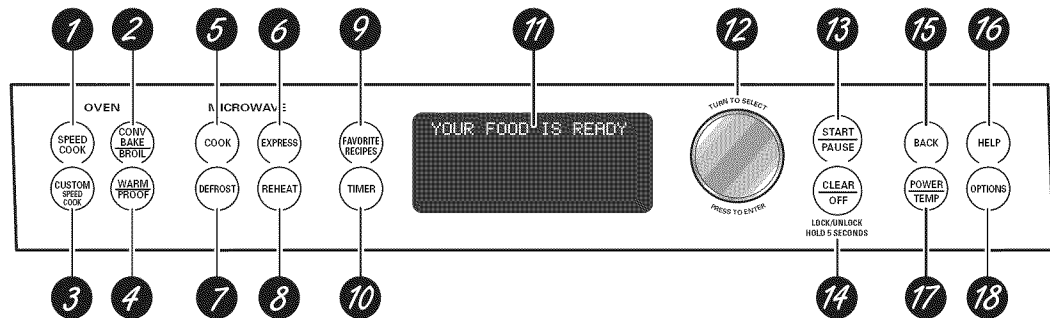 1 2 5 6 9 11 12 13 15 16
OVEN MICROWAVE
SPEED
COOK
CONV
BAKE
BROIL
COOK
EXPRESS
FAVORITE
RECIPES
YOUR FOOD IS READY
TURN TO SELECT
PRESS TO ENTER
START
PAUSE
BACK
HELP
CUSTOM
SPEED
COOK
WARM
PROOF
DEFROST
REHEAT
TIMER
CLEAR
OFF
LOCK/UNLOCK
HOLD 5 SECONDS
POWER
TEMP
OPTIONS
3 4 7 8 10 14 17 18